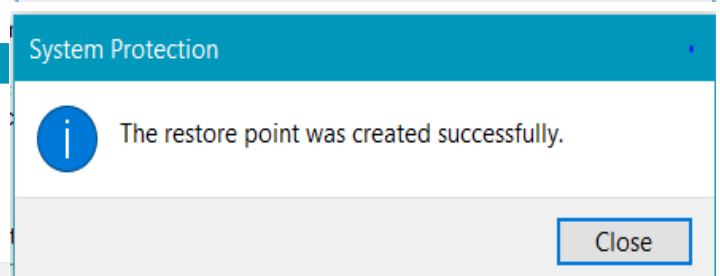 System Protection
The restore point was created successfully.
Close